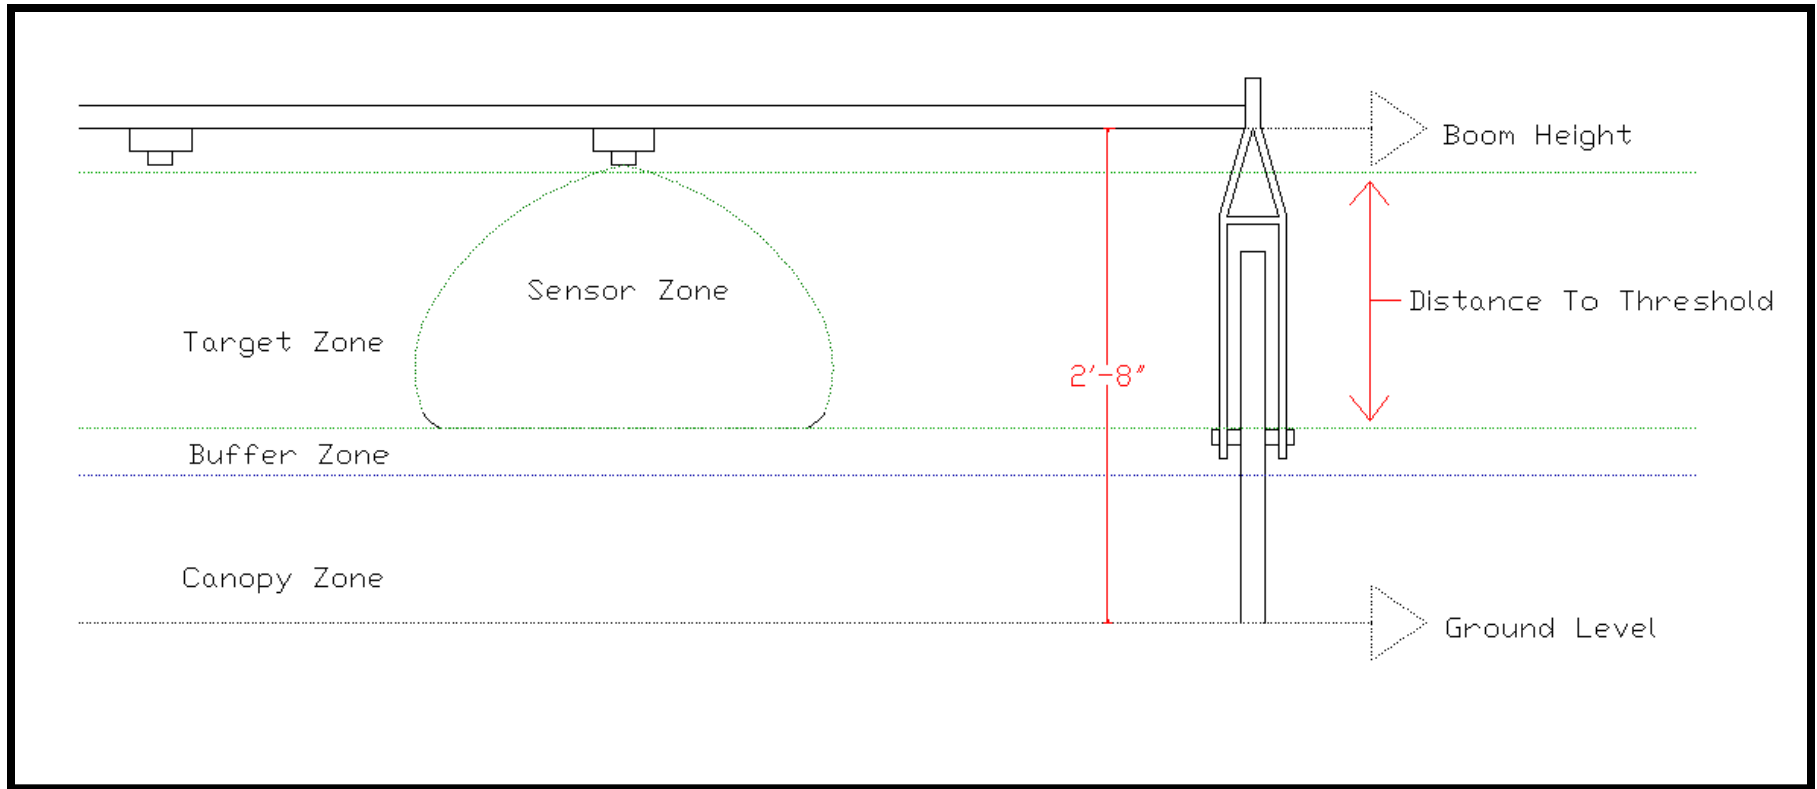 Boom Height
Sensor Zone
Distance To Threshold
Target Zone
2'-8"
Buffer Zone
Canopy Zone
Ground Level